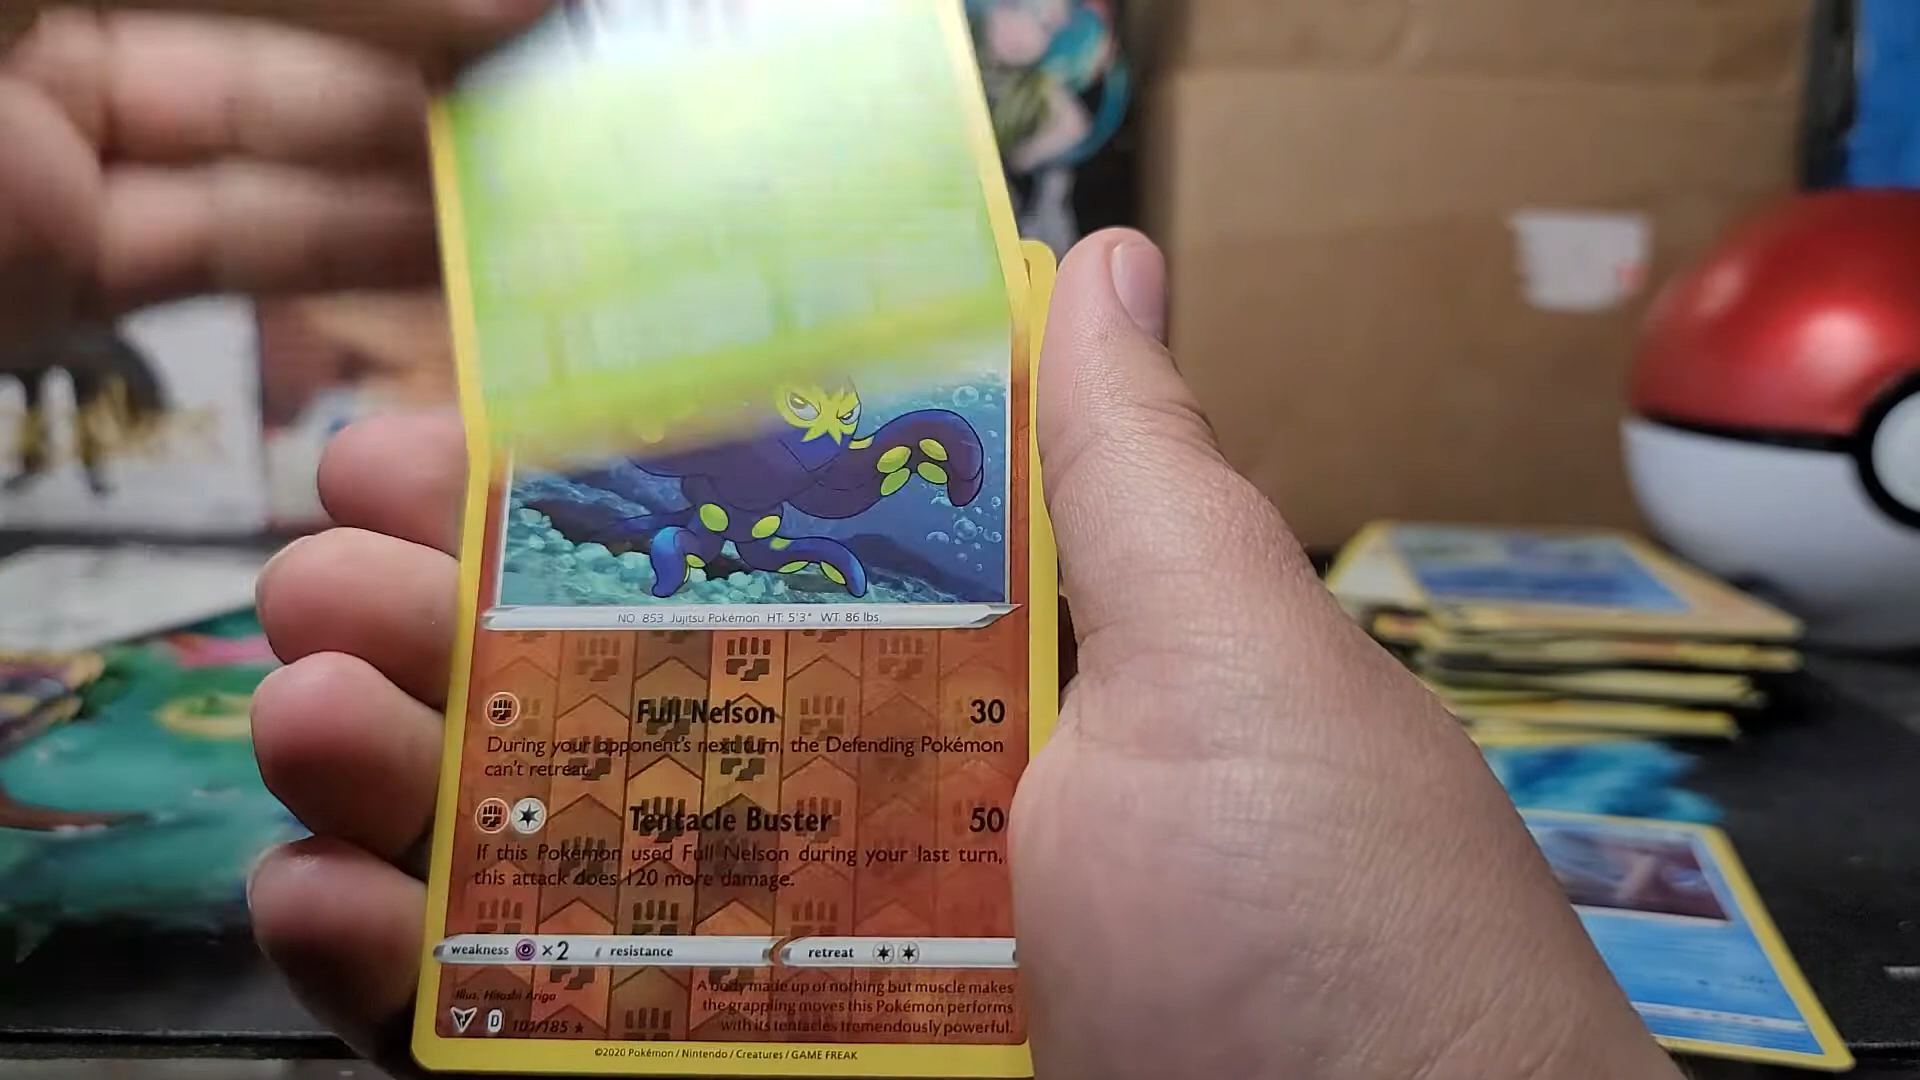 NO. 853 Jujitsu Pokémon HT: 5'3" WT: 86 lbs.
Full Nelson 30
During your opponent's next turn, the Defending Pokémon
can't retreat.
Tentacle Buster 50
If this Pokémon used Full Nelson during your last turn,
this attack does 120 more damage.
weakness ×2 resistance retreat
Illus. Hitoshi Ariga
A body made up of nothing but muscle makes
the grappling moves this Pokémon performs
with its tentacles tremendously powerful.
D 101/185 ★
©2020 Pokémon / Nintendo / Creatures / GAME FREAK